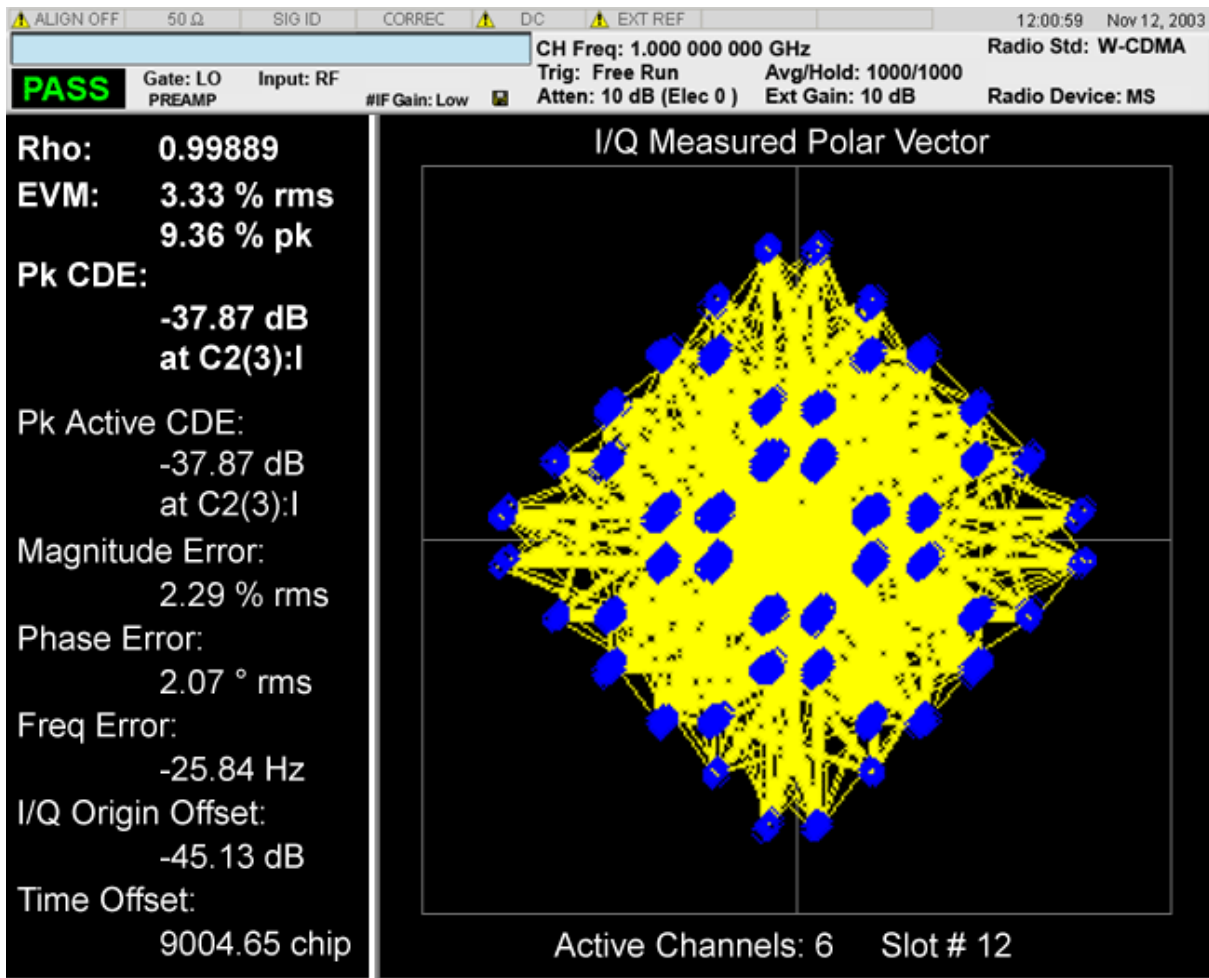 ALIGN OFF 50 Ω SIG ID CORREC DC EXT REF 12:00:59 Nov 12, 2003
CH Freq: 1.000 000 000 GHz Radio Std: W-CDMA
PASS Gate: LO Input: RF Trig: Free Run Avg/Hold: 1000/1000
PREAMP #IF Gain: Low Atten: 10 dB (Elec 0 ) Ext Gain: 10 dB Radio Device: MS
Rho: 0.99889
EVM: 3.33 % rms
9.36 % pk
Pk CDE:
-37.87 dB
at C2(3):I
Pk Active CDE:
-37.87 dB
at C2(3):I
Magnitude Error:
2.29 % rms
Phase Error:
2.07 ° rms
Freq Error:
-25.84 Hz
I/Q Origin Offset:
-45.13 dB
Time Offset:
9004.65 chip
I/Q Measured Polar Vector
Active Channels: 6 Slot # 12